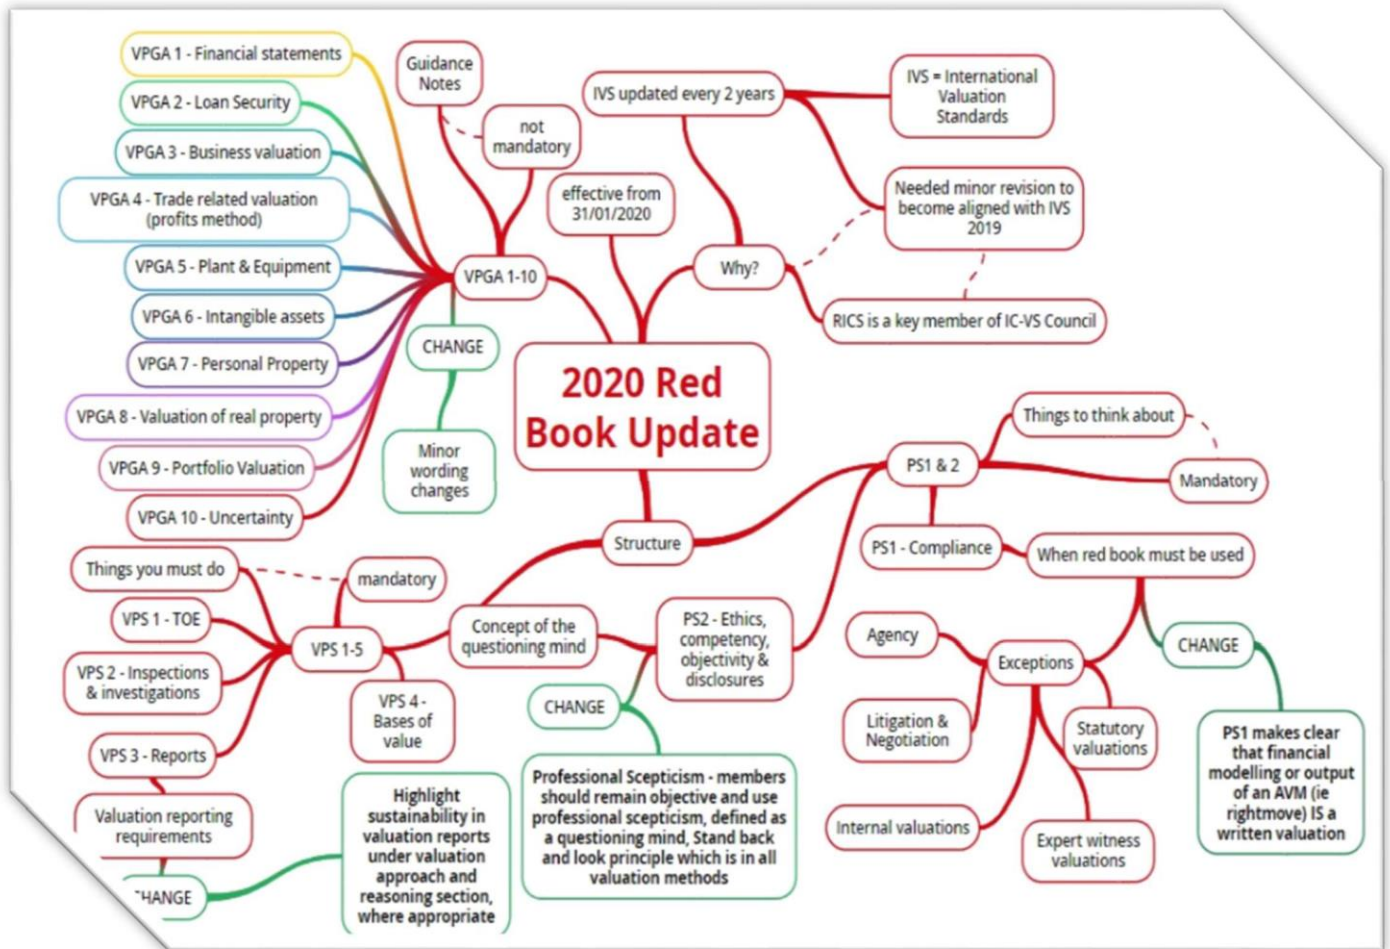 VPGA 1 - Financial statements
VPGA 2 - Loan Security
VPGA 3 - Business valuation
VPGA 4 - Trade related valuation
(profits method)
VPGA 5 - Plant & Equipment
VPGA 6 - Intangible assets
VPGA 7 - Personal Property
VPGA 8 - Valuation of real property
VPGA 9 - Portfolio Valuation
VPGA 10 - Uncertainty
Guidance
Notes
not
mandatory
VPGA 1-10
CHANGE
Minor
wording
changes
effective from
31/01/2020
IVS updated every 2 years
IVS = International
Valuation
Standards
Needed minor revision to
become aligned with IVS
2019
Why?
RICS is a key member of IC-VS Council
2020 Red
Book Update
Structure
PS1 & 2
Things to think about
Mandatory
PS1 - Compliance
When red book must be used
CHANGE
PS1 makes clear
that financial
modelling or output
of an AVM (ie
rightmove) IS a
written valuation
Exceptions
Agency
Litigation &
Negotiation
Internal valuations
Expert witness
valuations
Statutory
valuations
PS2 - Ethics,
competency,
objectivity &
disclosures
Concept of the
questioning mind
CHANGE
Professional Scepticism - members
should remain objective and use
professional scepticism, defined as
a questioning mind, Stand back
and look principle which is in all
valuation methods
Things you must do
mandatory
VPS 1-5
VPS 1 - TOE
VPS 2 - Inspections
& investigations
VPS 3 - Reports
VPS 4 -
Bases of
value
Valuation reporting
requirements
HANGE
Highlight
sustainability in
valuation reports
under valuation
approach and
reasoning section,
where appropriate